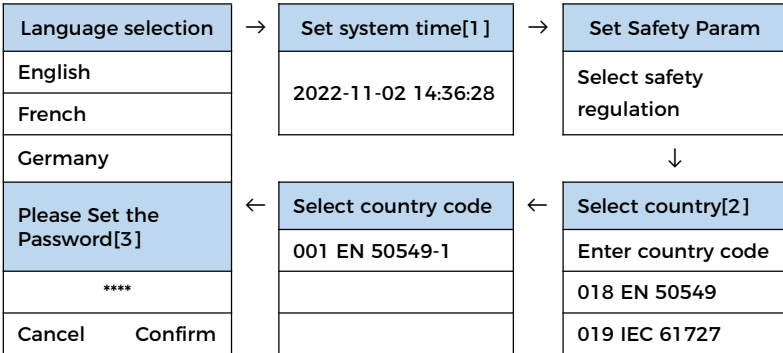 Language selection
English
French
Germany
→
Set system time[1]
2022-11-02 14:36:28
→
Set Safety Param
Select safety
regulation
↓
Select country[2]
Enter country code
018 EN 50549
019 IEC 61727
←
Select country code
001 EN 50549-1
←
Please Set the
Password[3]
****
Cancel Confirm